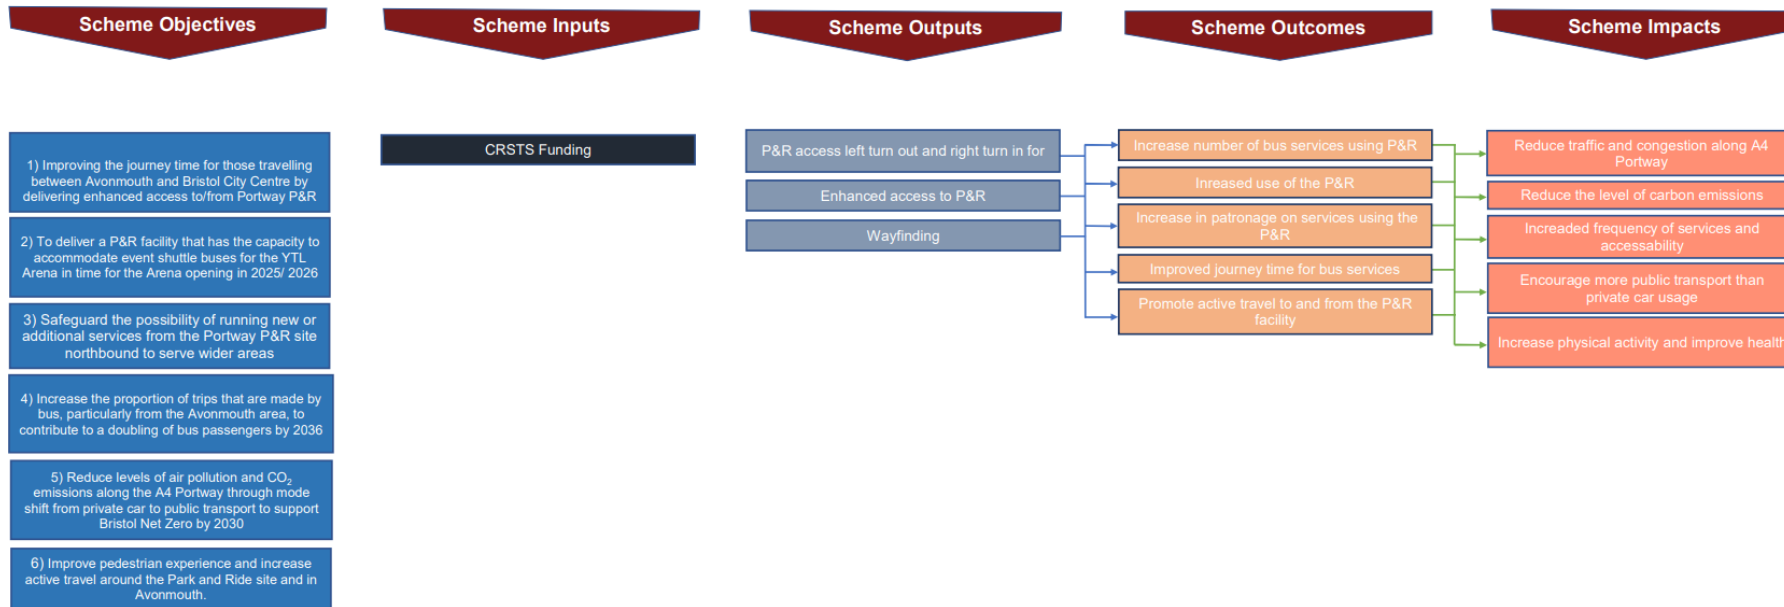 Scheme Objectives
Scheme Inputs
Scheme Outputs
Scheme Outcomes
Scheme Impacts
1) Improving the journey time for those travelling
between Avonmouth and Bristol City Centre by
delivering enhanced access to/from Portway P&R
2) To deliver a P&R facility that has the capacity to
accommodate event shuttle buses for the YTL
Arena in time for the Arena opening in 2025/ 2026
3) Safeguard the possibility of running new or
additional services from the Portway P&R site
northbound to serve wider areas
4) Increase the proportion of trips that are made by
bus, particularly from the Avonmouth area, to
contribute to a doubling of bus passengers by 2036
5) Reduce levels of air pollution and CO₂
emissions along the A4 Portway through mode
shift from private car to public transport to support
Bristol Net Zero by 2030
6) Improve pedestrian experience and increase
active travel around the Park and Ride site and in
Avonmouth.
CRSTS Funding
P&R access left turn out and right turn in for
Enhanced access to P&R
Wayfinding
Increase number of bus services using P&R
Inreased use of the P&R
Increase in patronage on services using the
P&R
Improved journey time for bus services
Promote active travel to and from the P&R
facility
Reduce traffic and congestion along A4
Portway
Reduce the level of carbon emissions
Increaded frequency of services and
accessability
Encourage more public transport than
private car usage
Increase physical activity and improve health